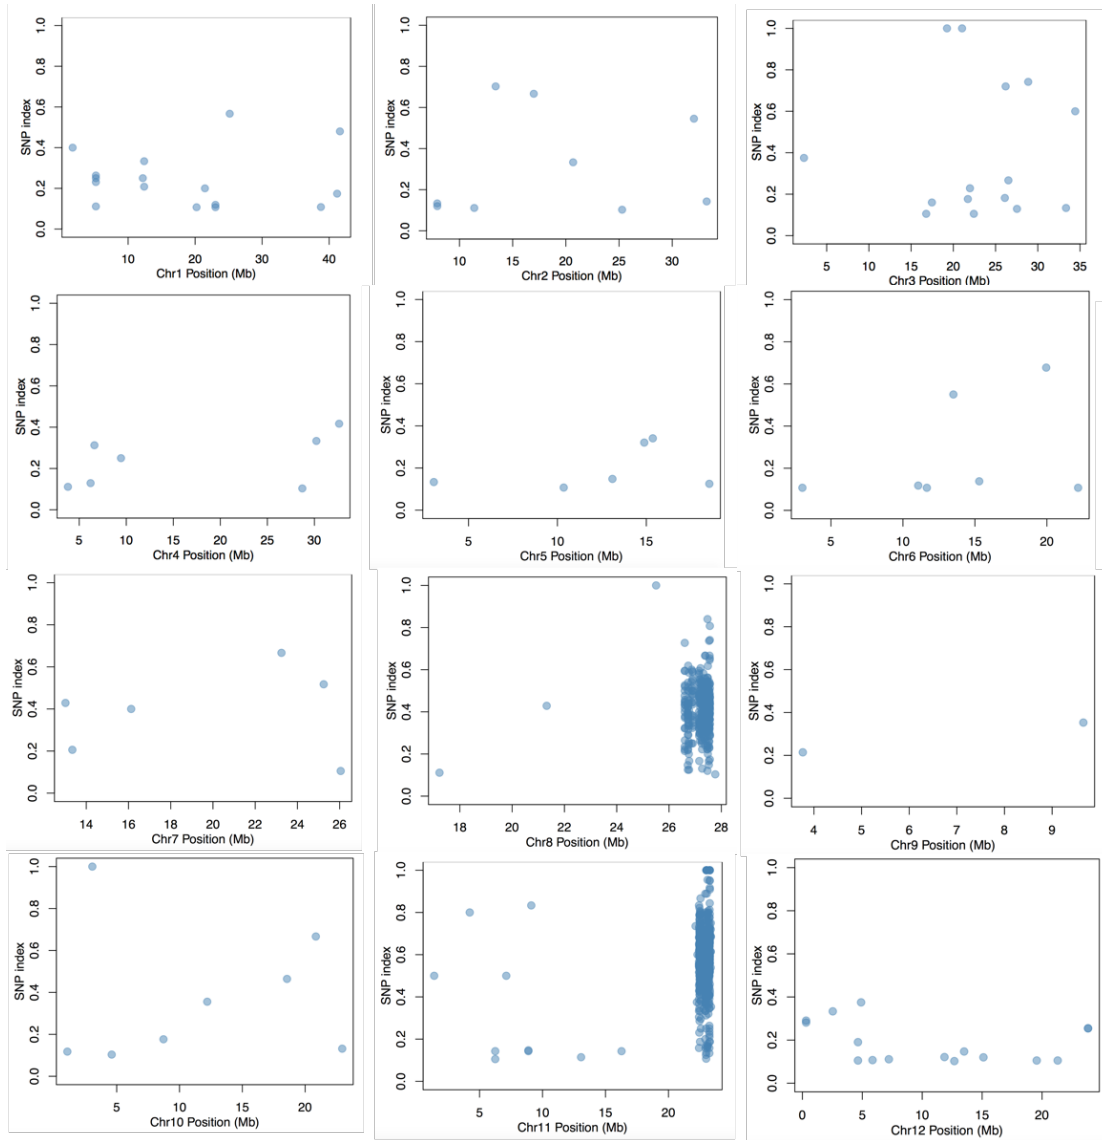 SNP index
0.0 0.2 0.4 0.6 0.8 1.0
10 20 30 40
Chr1 Position (Mb)
SNP index
0.0 0.2 0.4 0.6 0.8 1.0
10 15 20 25 30
Chr2 Position (Mb)
SNP index
0.0 0.2 0.4 0.6 0.8 1.0
5 10 15 20 25 30 35
Chr3 Position (Mb)
SNP index
0.0 0.2 0.4 0.6 0.8 1.0
5 10 15 20 25 30
Chr4 Position (Mb)
SNP index
0.0 0.2 0.4 0.6 0.8 1.0
5 10 15
Chr5 Position (Mb)
SNP index
0.0 0.2 0.4 0.6 0.8 1.0
5 10 15 20
Chr6 Position (Mb)
SNP index
0.0 0.2 0.4 0.6 0.8 1.0
14 16 18 20 22 24 26
Chr7 Position (Mb)
SNP index
0.0 0.2 0.4 0.6 0.8 1.0
18 20 22 24 26 28
Chr8 Position (Mb)
SNP index
0.0 0.2 0.4 0.6 0.8 1.0
4 5 6 7 8 9
Chr9 Position (Mb)
SNP index
0.0 0.2 0.4 0.6 0.8 1.0
5 10 15 20
Chr10 Position (Mb)
SNP index
0.0 0.2 0.4 0.6 0.8 1.0
5 10 15 20
Chr11 Position (Mb)
SNP index
0.0 0.2 0.4 0.6 0.8 1.0
0 5 10 15 20
Chr12 Position (Mb)